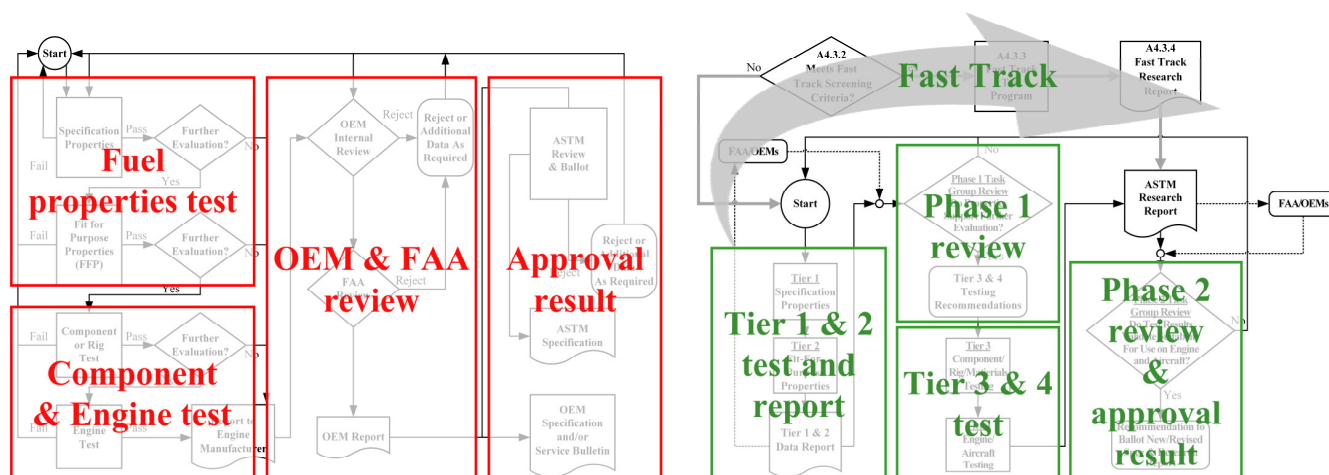 Start
Specification
Properties
Pass
Further
Evaluation?
Fail
No
Yes
Fuel
properties test
Fit for
Purpose
Properties
(FFP)
Pass
Further
Evaluation?
Fail
No
Yes
Component
or Rig
Test
Pass
Further
Evaluation?
Fail
No
Component
& Engine test
Engine
Test
Pass
Fail
Engine
Manufacturer
OEM
Internal
Review
Reject
Reject or
Additional
Data As
Required
OEM & FAA
review
FAA
Reject
OEM Report
ASTM
Review
& Ballot
Reject or
Additional
As Required
Reject
Approval
result
ASTM
Specification
OEM
Specification
and/or
Service Bulletin
A4.3.2
Meets Fast
Track Screening
Criteria?
No
A4.3.3
Fast
Program
A4.3.4
Fast Track
Research
Report
Fast Track
FAA/OEMs
Start
No
Phase 1 Task
Group Review
Evaluation?
Phase 1
review
Tier 3 & 4
Testing
Recommendations
ASTM
Research
Report
FAA/OEMs
Tier 1
Specification
Properties
Tier 2
Properties
Tier 1 & 2
Data Report
Tier 1 & 2
test and
report
Tier 3
Component/
Rig/Materials
Testing
Tier 3 & 4
test
Engine/
Aircraft Testing
Group Review
For Use on Engine
and Aircraft?
No
Yes
Phase 2
review
&
approval
result
Recommendation to
Ballot New/Revised